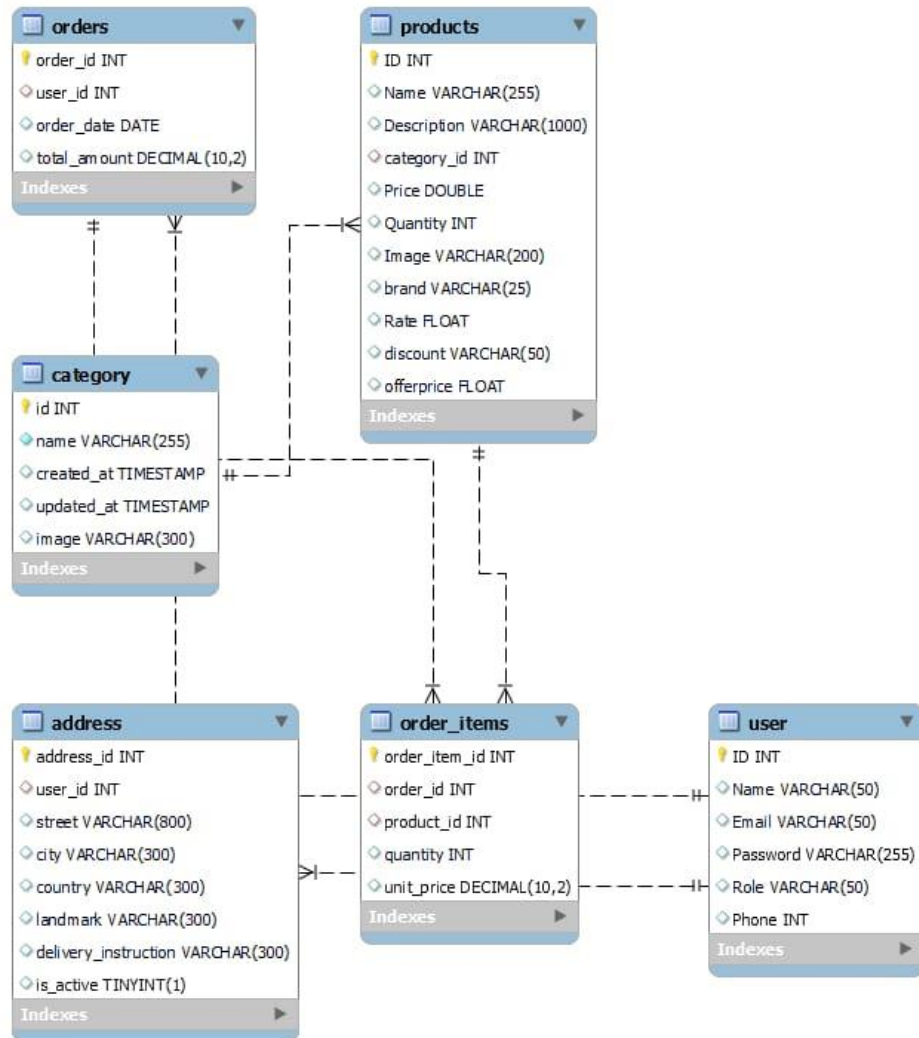 orders
order_id INT
user_id INT
order_date DATE
total_amount DECIMAL(10,2)
Indexes
products
ID INT
Name VARCHAR(255)
Description VARCHAR(1000)
category_id INT
Price DOUBLE
Quantity INT
Image VARCHAR(200)
brand VARCHAR(25)
Rate FLOAT
discount VARCHAR(50)
offerprice FLOAT
Indexes
category
id INT
name VARCHAR(255)
created_at TIMESTAMP
updated_at TIMESTAMP
image VARCHAR(300)
Indexes
address
address_id INT
user_id INT
street VARCHAR(800)
city VARCHAR(300)
country VARCHAR(300)
landmark VARCHAR(300)
delivery_instruction VARCHAR(300)
is_active TINYINT(1)
Indexes
order_items
order_item_id INT
order_id INT
product_id INT
quantity INT
unit_price DECIMAL(10,2)
Indexes
user
ID INT
Name VARCHAR(50)
Email VARCHAR(50)
Password VARCHAR(255)
Role VARCHAR(50)
Phone INT
Indexes